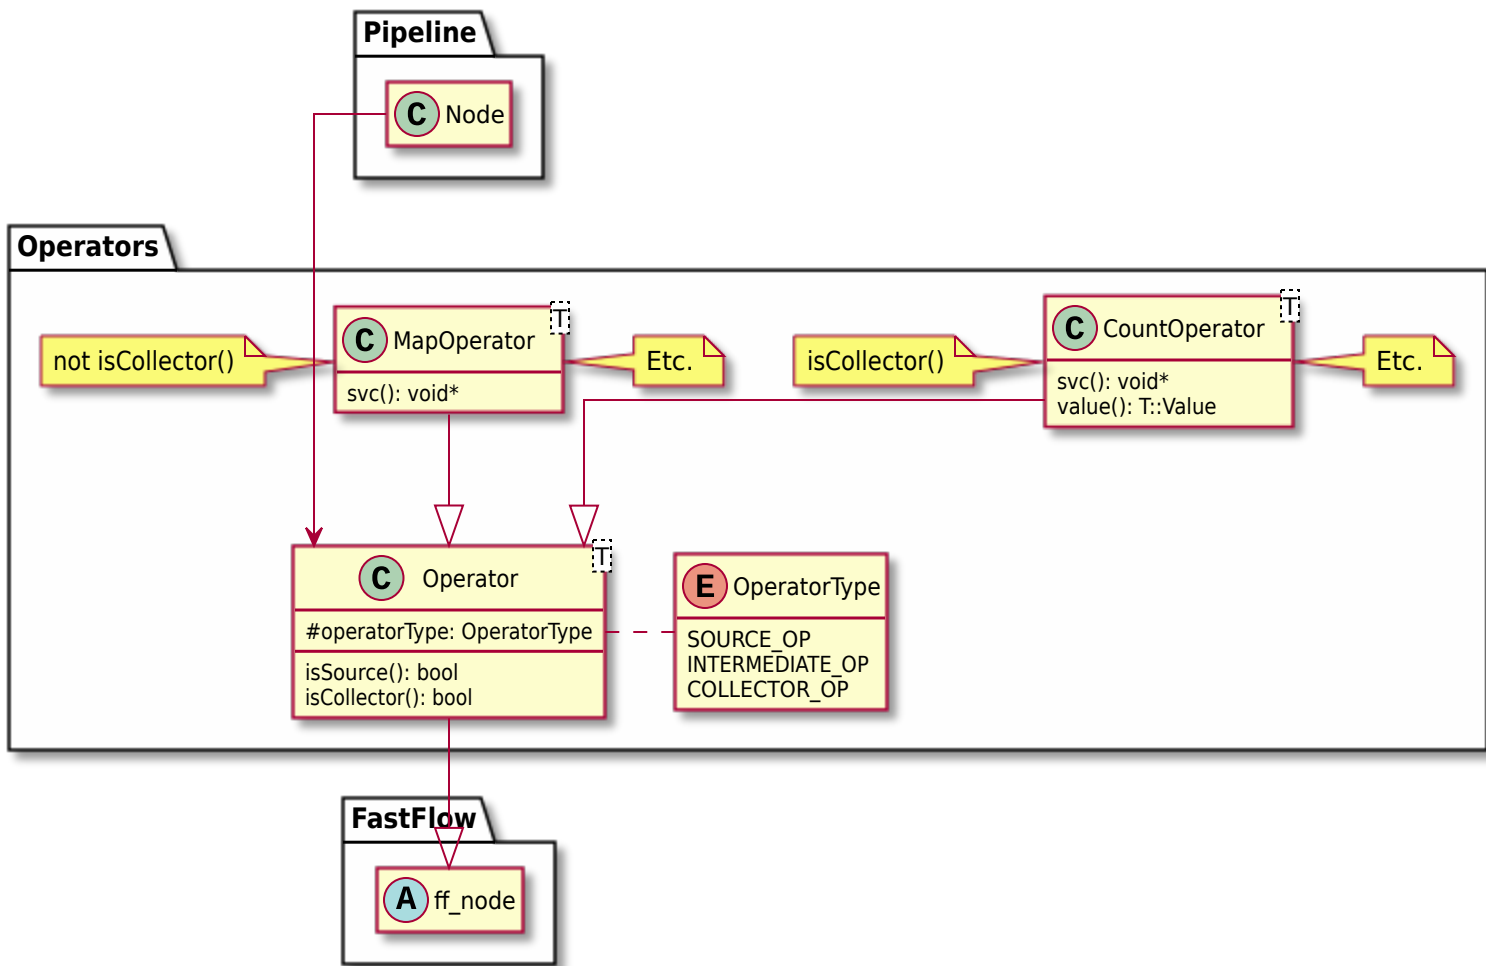 Pipeline
C Node
Operators
not isCollector()
C MapOperator
T
svc(): void*
Etc.
isCollector()
C CountOperator
T
svc(): void*
value(): T::Value
Etc.
C Operator
T
#operatorType: OperatorType
isSource(): bool
isCollector(): bool
E OperatorType
SOURCE_OP
INTERMEDIATE_OP
COLLECTOR_OP
FastFlow
A ff_node